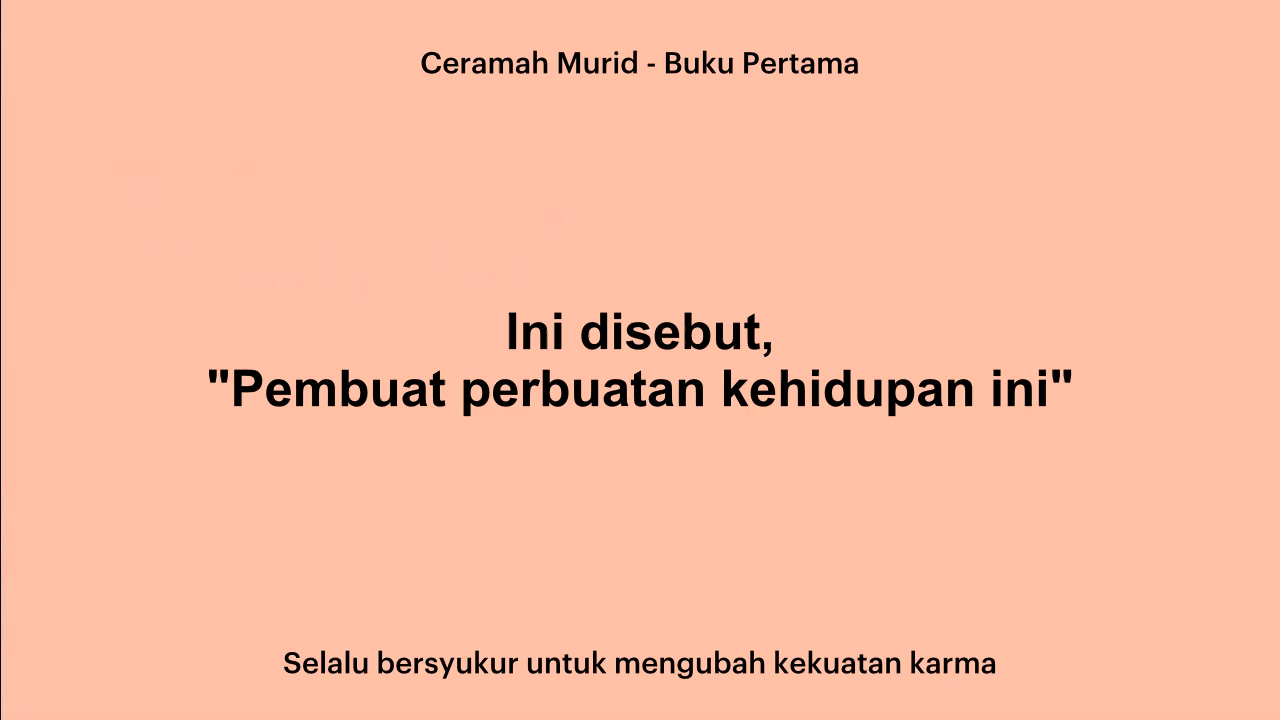 Ceramah Murid - Buku Pertama
Ini disebut,
"Pembuat perbuatan kehidupan ini"
Selalu bersyukur untuk mengubah kekuatan karma